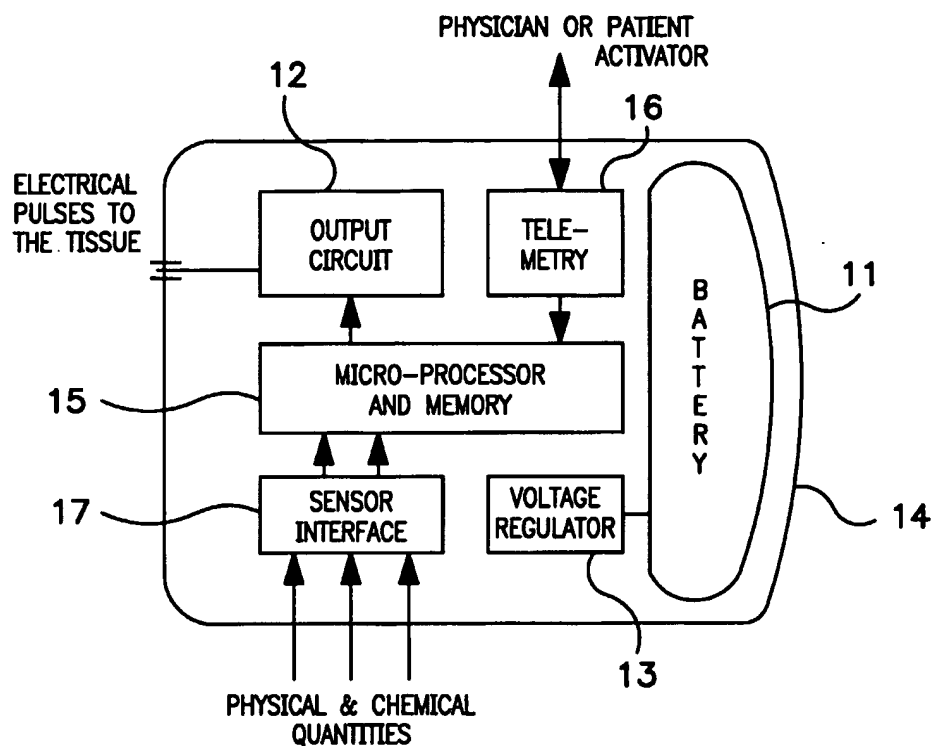 PHYSICIAN OR PATIENT
ACTIVATOR
12
16
ELECTRICAL
PULSES TO
THE TISSUE
OUTPUT
CIRCUIT
TELE-
METRY
11
B
A
T
T
E
R
Y
MICRO-PROCESSOR
AND MEMORY
15
SENSOR
INTERFACE
17
VOLTAGE
REGULATOR
14
13
PHYSICAL & CHEMICAL
QUANTITIES